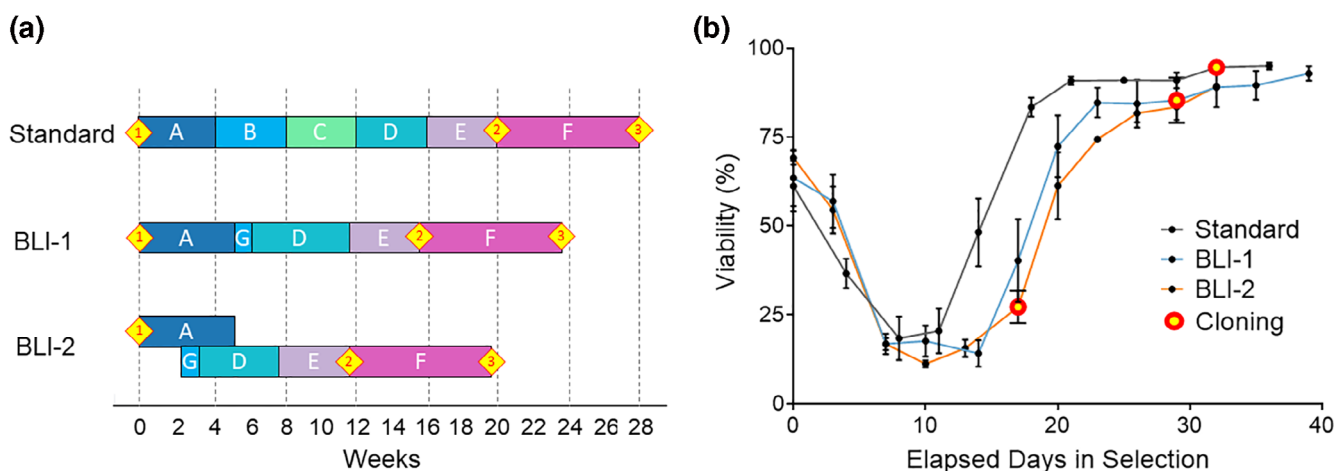 (a)
Standard
1 A B C D E 2 F 3
BLI-1
1 A G D E 2 F 3
BLI-2
1 A
G D E 2 F 3
0 2 4 6 8 10 12 14 16 18 20 22 24 26 28
Weeks
(b)
Viability (%)
100
75
50
25
0
Standard
BLI-1
BLI-2
Cloning
0 10 20 30 40
Elapsed Days in Selection